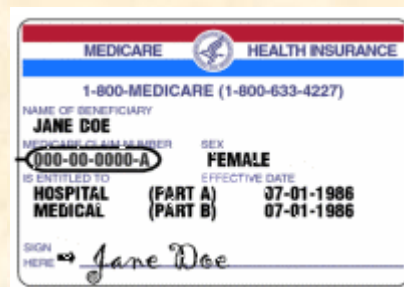 MEDICARE HEALTH INSURANCE
1-800-MEDICARE (1-800-633-4227)
NAME OF BENEFICIARY
JANE DOE
MEDICARE CLAIM NUMBER SEX
000-00-0000-A FEMALE
IS ENTITLED TO EFFECTIVE DATE
HOSPITAL (PART A) 07-01-1986
MEDICAL (PART B) 07-01-1986
SIGN
HERE Jane Doe